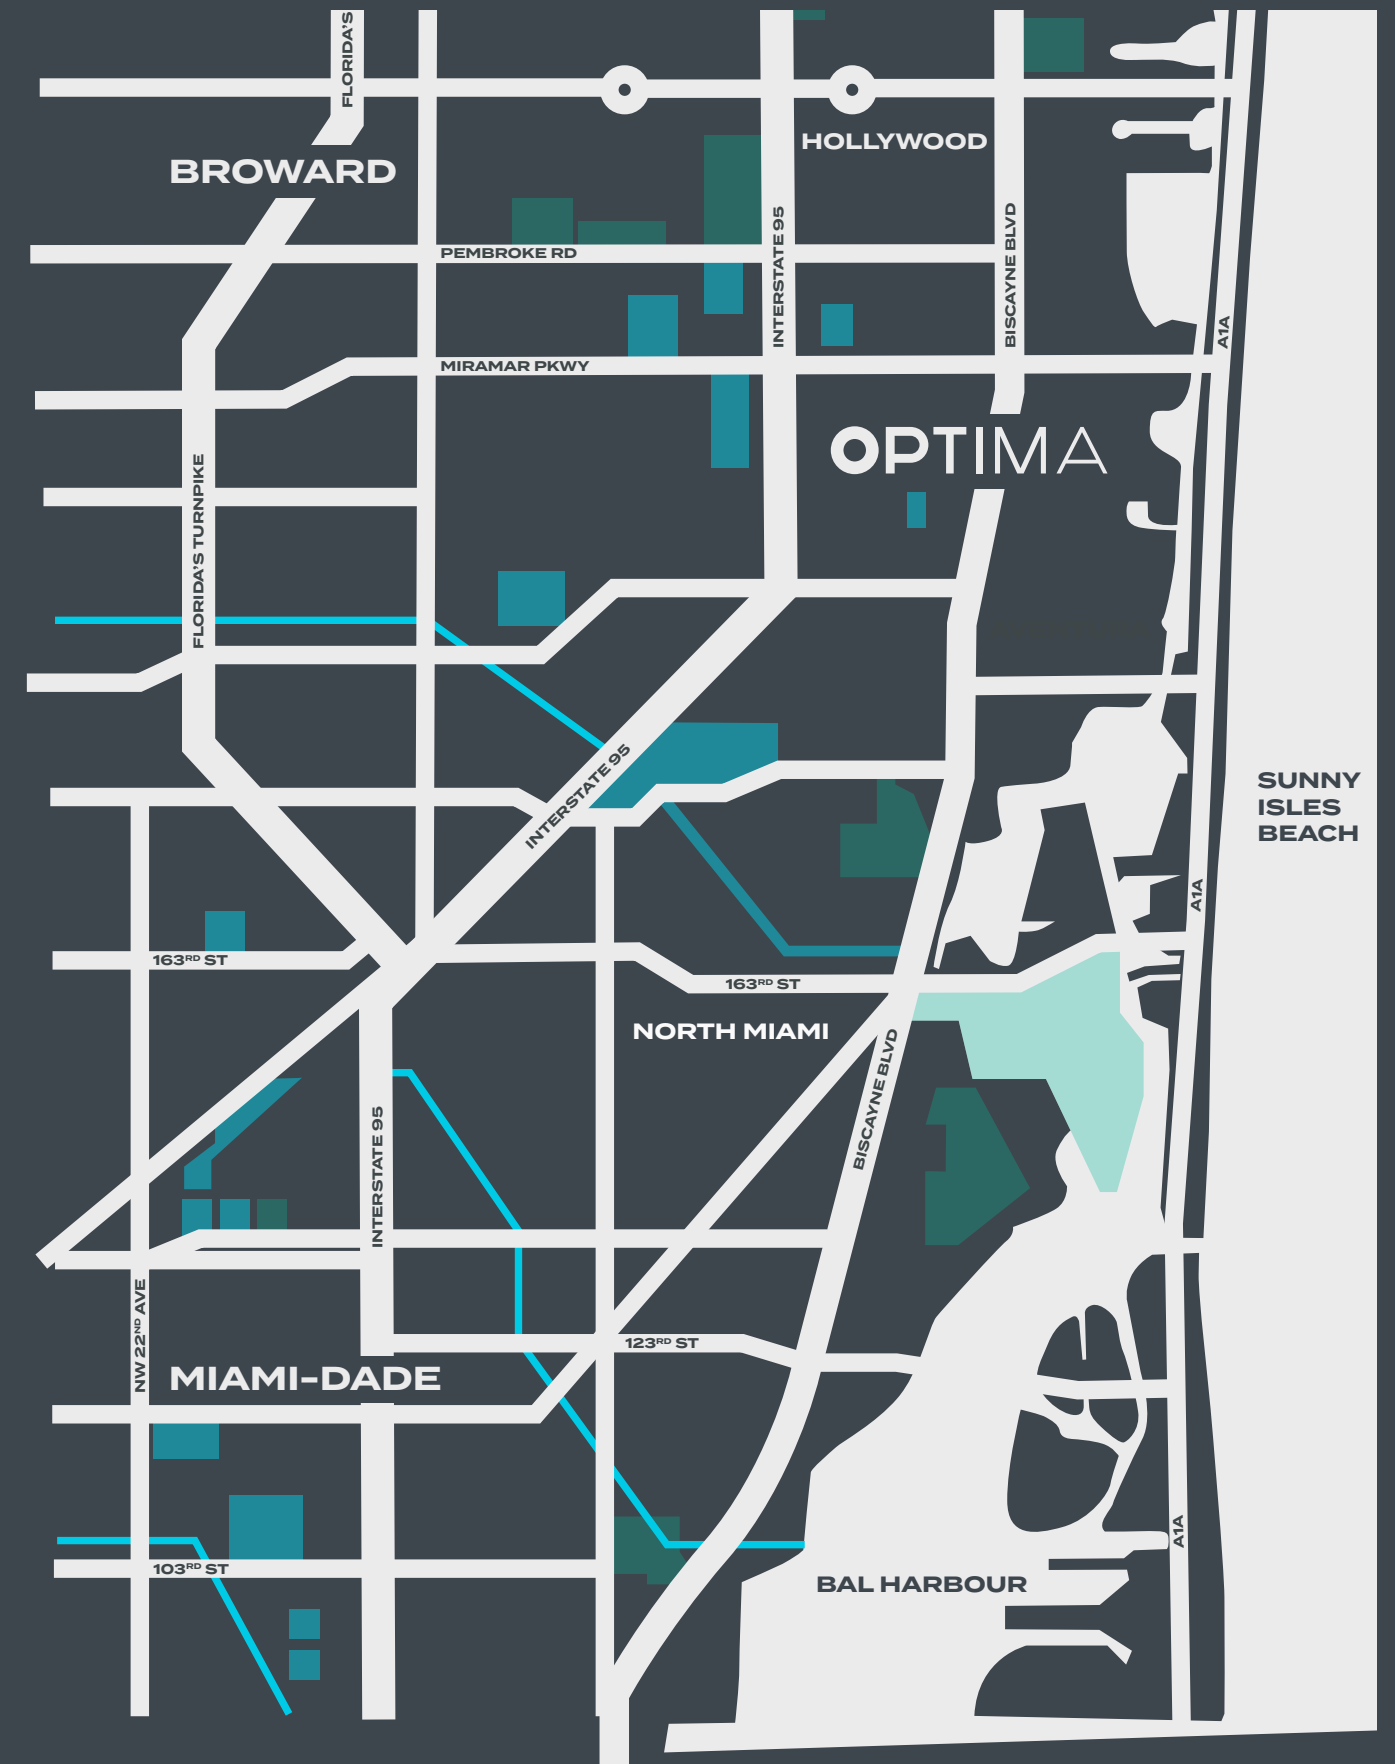 FLORIDA'S
HOLLYWOOD
BROWARD
PEMBROKE RD
INTERSTATE 95
BISCAYNE BLVD
A1A
MIRAMAR PKWY
OPTIMA
FLORIDA'S TURNPIKE
INTERSTATE 95
SUNNY
ISLES
BEACH
A1A
163RD ST
163RD ST
NORTH MIAMI
BISCAYNE BLVD
INTERSTATE 95
NW 22ND AVE
123RD ST
MIAMI-DADE
A1A
103RD ST
BAL HARBOUR